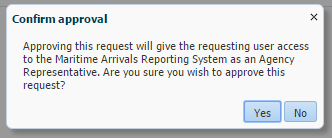 Confirm approval
Approving this request will give the requesting user access
to the Maritime Arrivals Reporting System as an Agency
Representative. Are you sure you wish to approve this
request?
Yes No